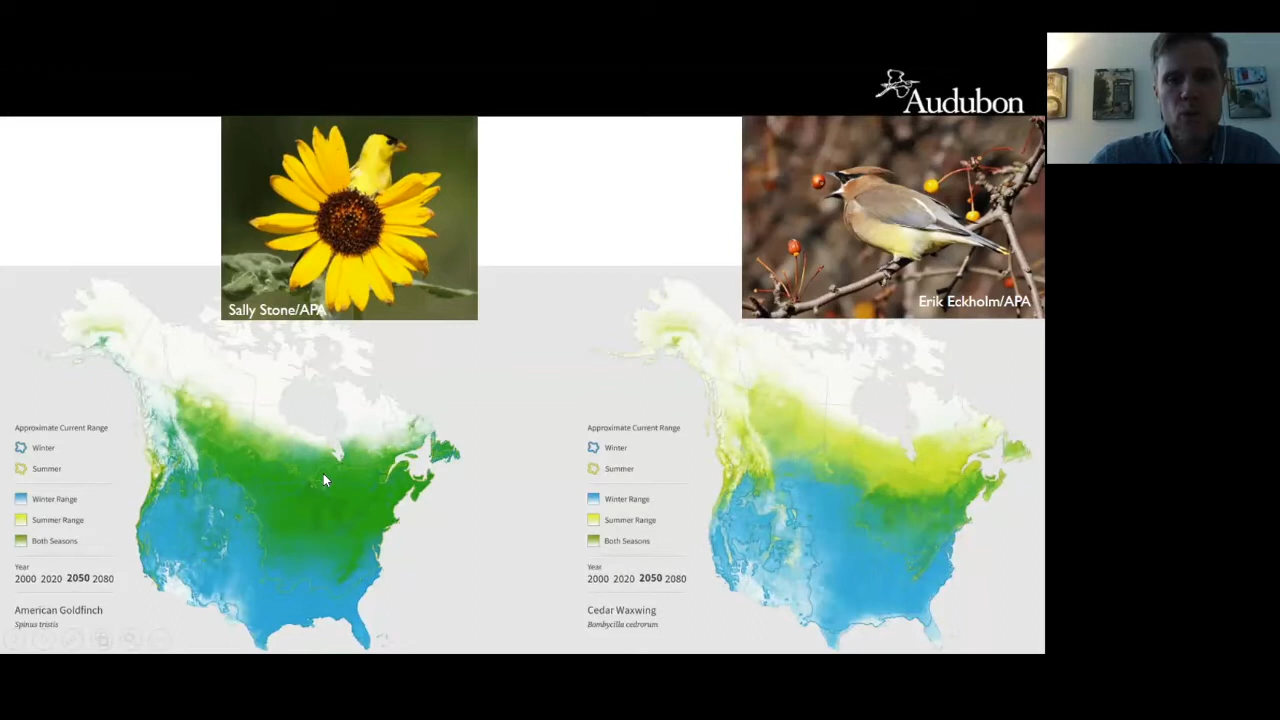 Audubon
Sally Stone/APA
Erik Eckholm/APA
Approximate Current Range
Winter
Summer
Winter Range
Summer Range
Both Seasons
Year
2000 2020 2050 2080
American Goldfinch
Spinus tristis
Approximate Current Range
Winter
Summer
Winter Range
Summer Range
Both Seasons
Year
2000 2020 2050 2080
Cedar Waxwing
Bombycilla cedrorum